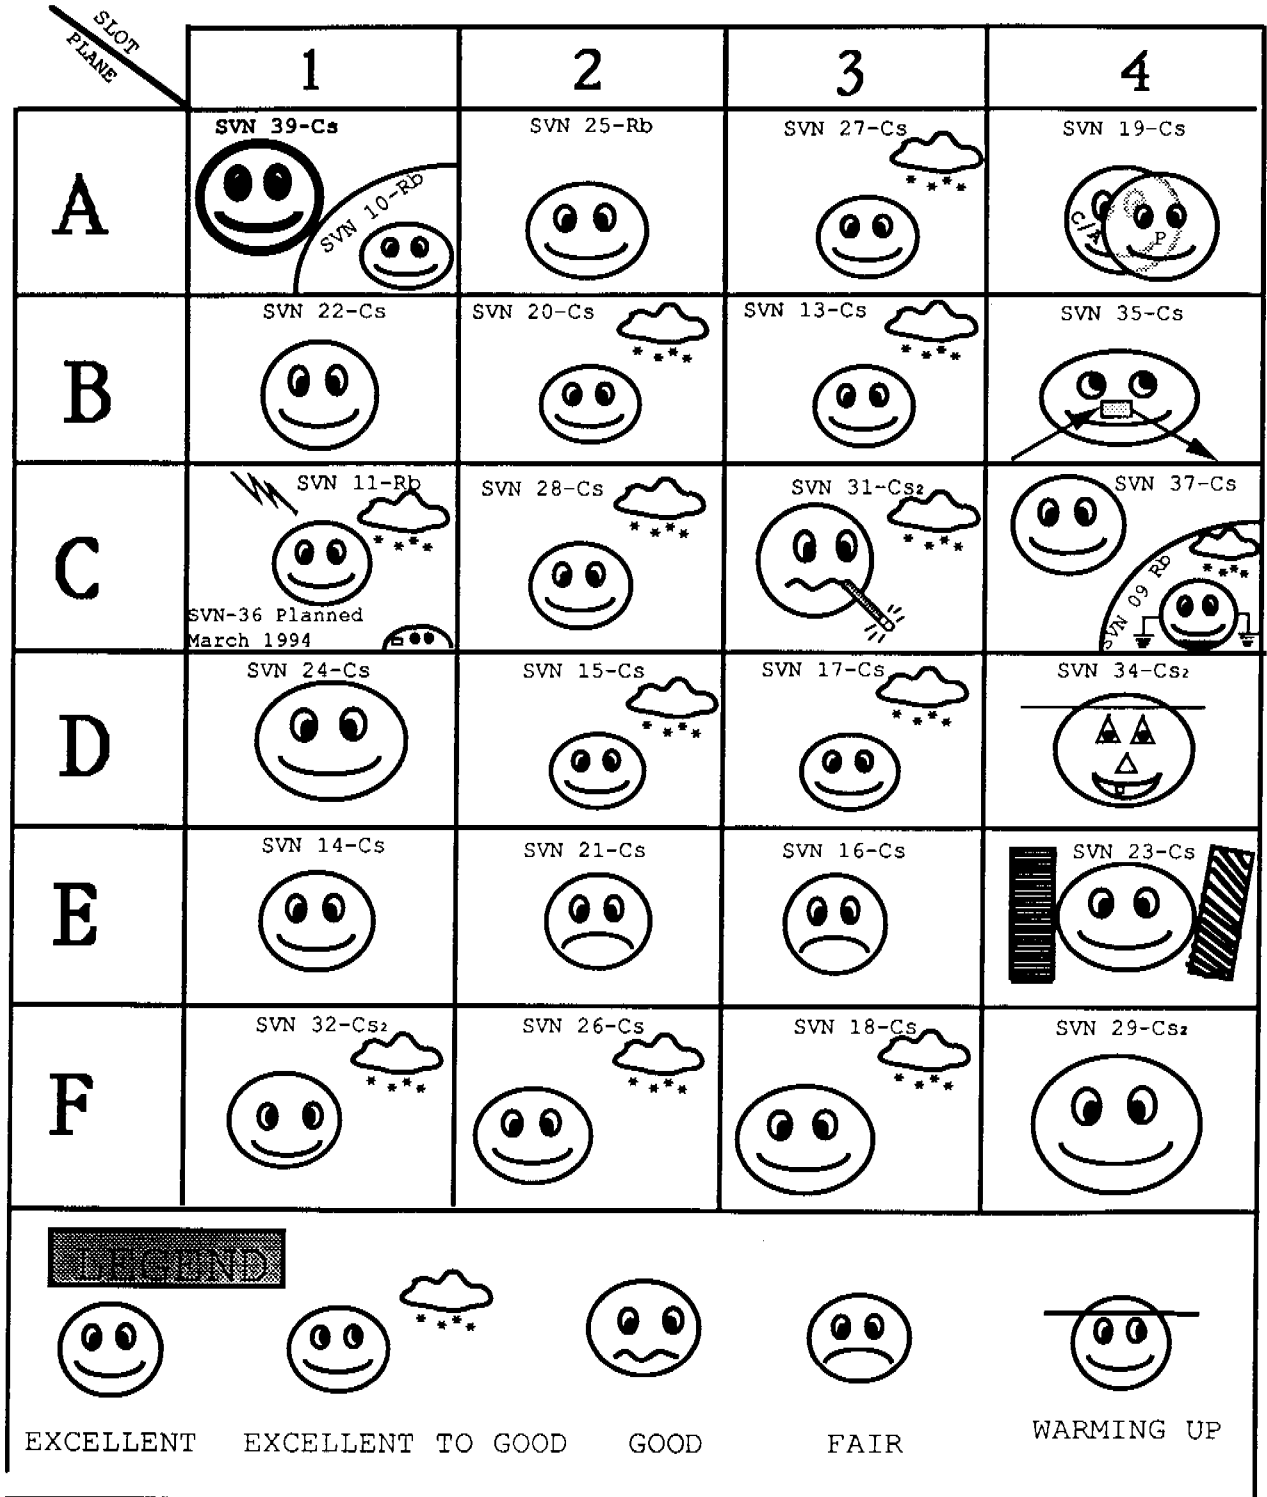 SLOT
PLANE
1 2 3 4
A
SVN 39-Cs
SVN 10-Rb
SVN 25-Rb
SVN 27-Cs
SVN 19-Cs
C/A
P
B
SVN 22-Cs
SVN 20-Cs
SVN 13-Cs
SVN 35-Cs
C
SVN 11-Rb
SVN-36 Planned
March 1994
SVN 28-Cs
SVN 31-Cs2
SVN 37-Cs
SVN 09 Rb
D
SVN 24-Cs
SVN 15-Cs
SVN 17-Cs
SVN 34-Cs2
E
SVN 14-Cs
SVN 21-Cs
SVN 16-Cs
SVN 23-Cs
F
SVN 32-Cs2
SVN 26-Cs
SVN 18-Cs
SVN 29-Cs2
LEGEND
EXCELLENT
EXCELLENT TO GOOD
GOOD
FAIR
WARMING UP